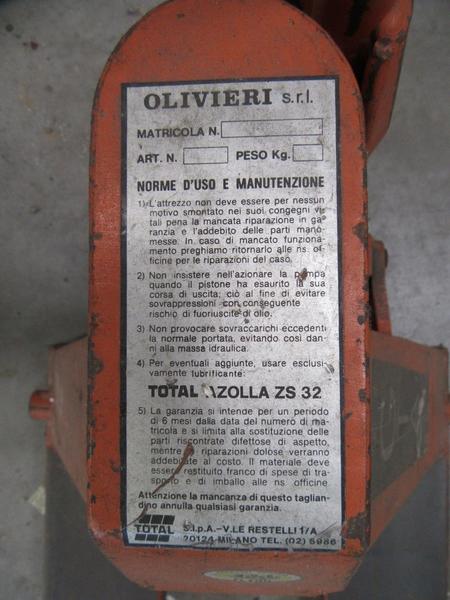 OLIVIERI s.r.l.
MATRICOLA N.
ART. N. PESO Kg.
NORME D'USO E MANUTENZIONE
1) L'attrezzo non deve essere per nessun
motivo smontato nei suoi congegni vi-
tali pena la mancata riparazione in ga-
ranzia e l'addebito delle parti mano-
messe. In caso di mancato funziona-
mento preghiamo ritornarlo alle ns. of-
ficine per le riparazioni del caso.
2) Non insistere nell'azionare la pompa
quando il pistone ha esaurito la sua
corsa di uscita; ciò al fine di evitare
sovrappressioni con conseguente
rischio di fuoriuscite di olio.
3) Non provocare sovraccarichi eccedenti
la normale portata, evitando così dan-
ni alla massa idraulica.
4) Per eventuali aggiunte, usare esclusi-
vamente lubrificante:
TOTAL AZOLLA ZS 32
5) La garanzia si intende per un periodo
di 6 mesi dalla data del numero di ma-
tricola e si limita alla sostituzione delle
parti riscontrate difettose di aspetto,
mentre le riparazioni dolose verranno
addebitate al costo. Il materiale deve
essere restituito franco di spese di tras-
porto e di imballo alle ns officine
Attenzione la mancanza di questo taglian-
dino annulla qualsiasi garanzia.
TOTAL S.I.P.A.-V.LE RESTELLI 1/A
20124 MILANO TEL. (02) 6986